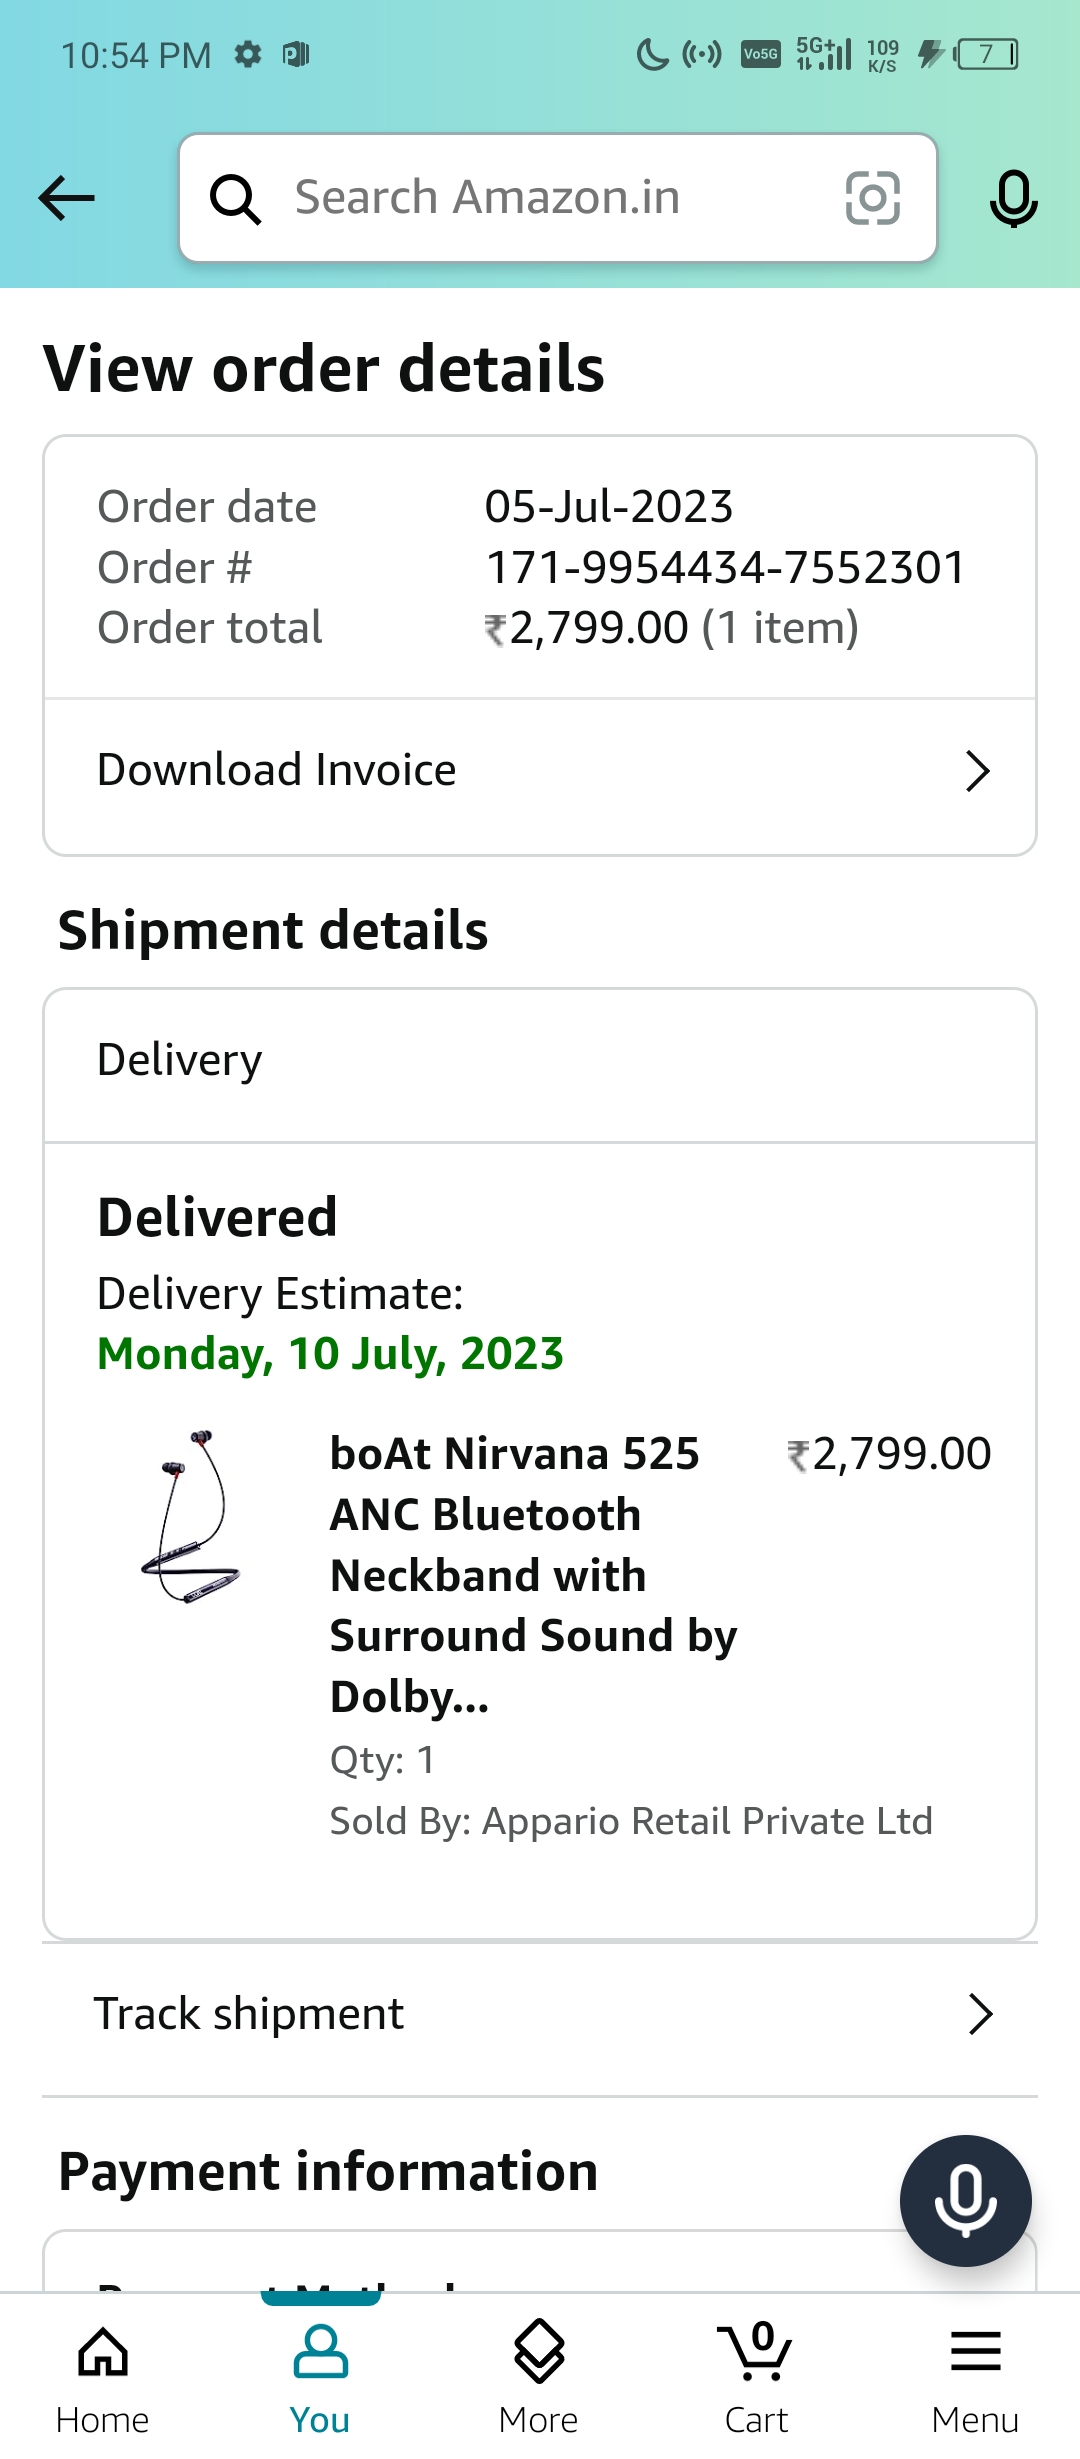 10:54 PM
Vo5G 5G+ 109 K/S 7
Search Amazon.in
View order details
Order date 05-Jul-2023
Order # 171-9954434-7552301
Order total ₹2,799.00 (1 item)
Download Invoice
Shipment details
Delivery
Delivered
Delivery Estimate:
Monday, 10 July, 2023
boAt Nirvana 525 ₹2,799.00
ANC Bluetooth
Neckband with
Surround Sound by
Dolby...
Qty: 1
Sold By: Appario Retail Private Ltd
Track shipment
Payment information
0
Home You More Cart Menu